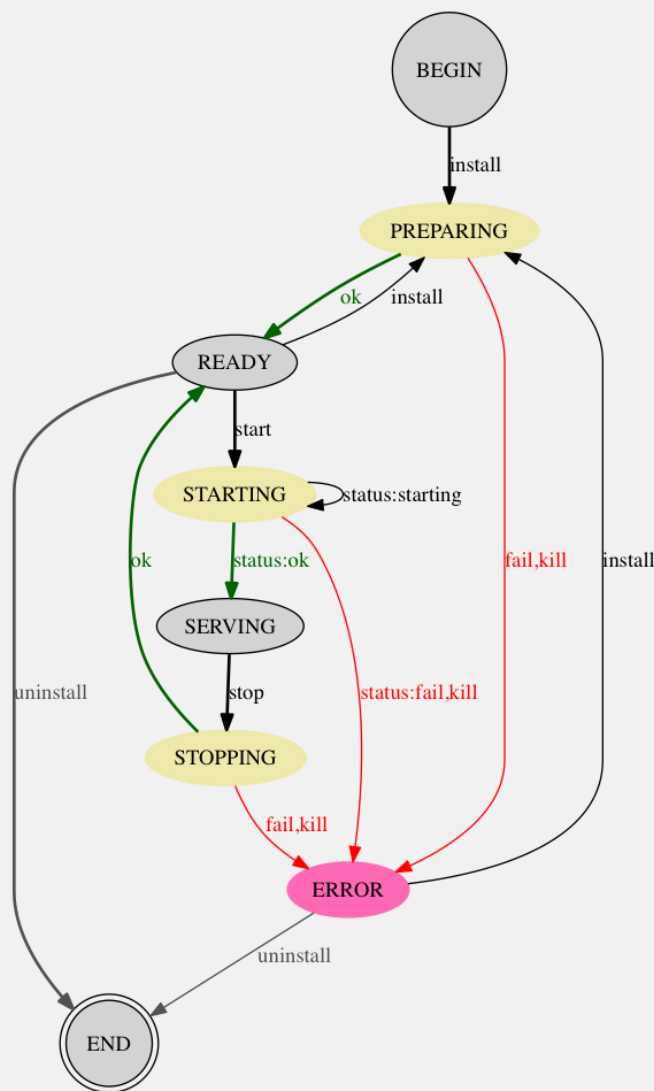 BEGIN
install
PREPARING
ok
install
READY
start
STARTING
status:starting
ok
status:ok
fail,kill
install
SERVING
uninstall
stop
status:fail,kill
STOPPING
fail,kill
ERROR
uninstall
END